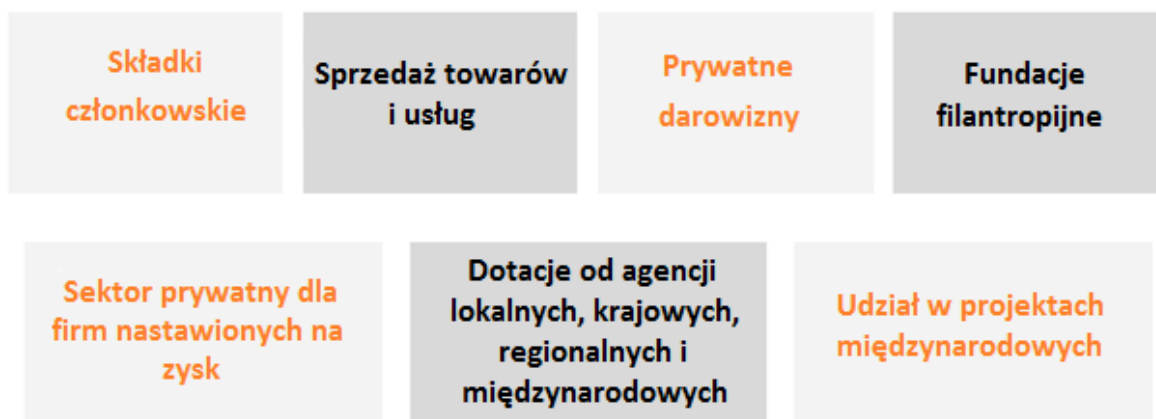 Składki
członkowskie
Sprzedaż towarów
i usług
Prywatne
darowizny
Fundacje
filantropijne
Sektor prywatny dla
firm nastawionych na
zysk
Dotacje od agencji
lokalnych, krajowych,
regionalnych i
międzynarodowych
Udział w projektach
międzynarodowych